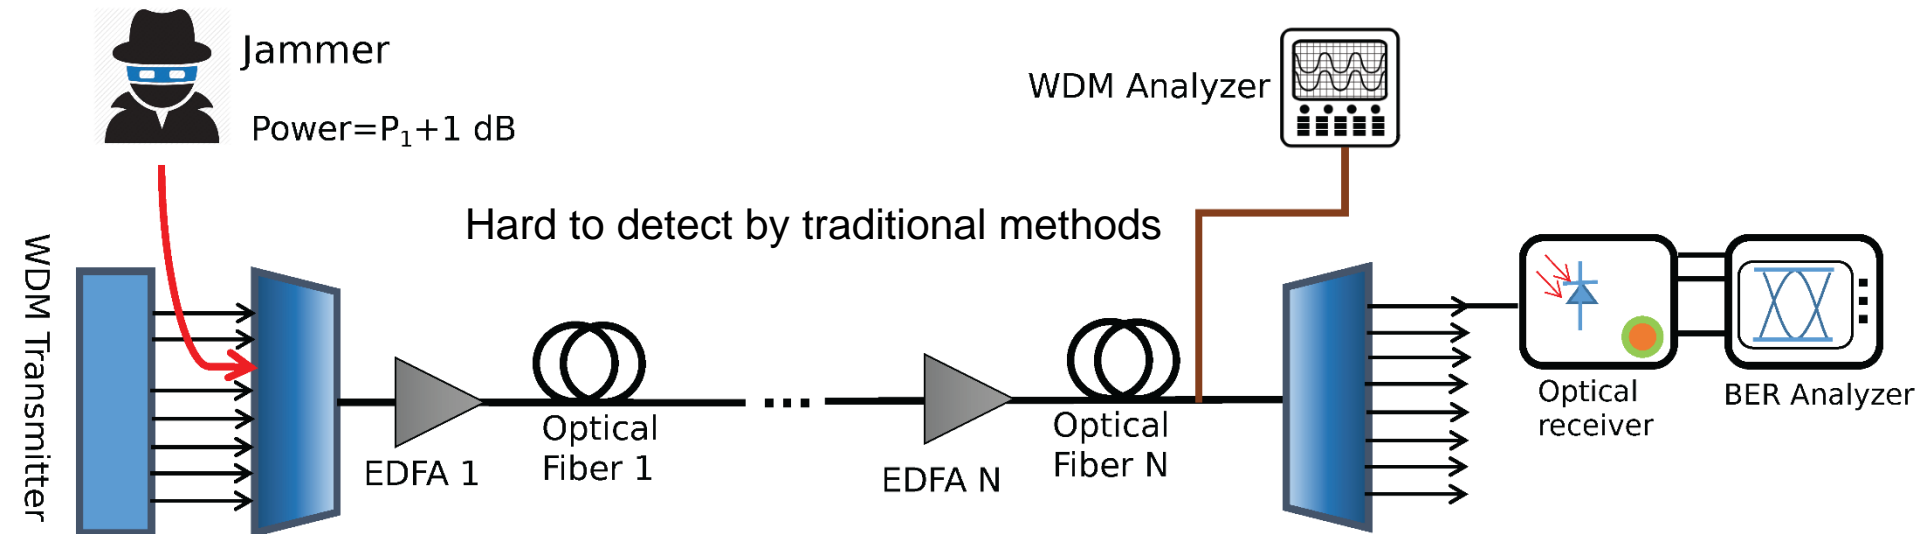 Jammer
Power=P₁+1 dB
WDM Analyzer
Hard to detect by traditional methods
WDM Transmitter
EDFA 1
Optical
Fiber 1
...
EDFA N
Optical
Fiber N
Optical
receiver
BER Analyzer